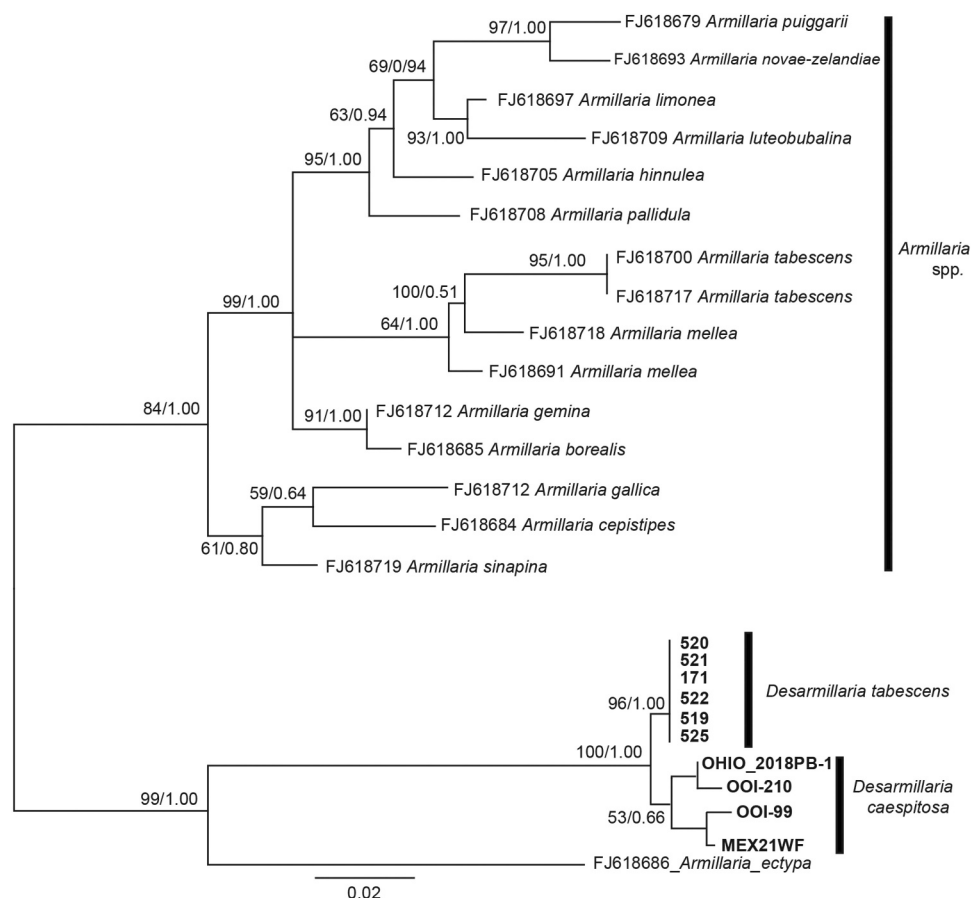 97/1.00
FJ618679 Armillaria puiggarii
FJ618693 Armillaria novae-zelandiae
69/0/94
FJ618697 Armillaria limonea
63/0.94
93/1.00
FJ618709 Armillaria luteobubalina
95/1.00
FJ618705 Armillaria hinnulea
FJ618708 Armillaria pallidula
Armillaria
spp.
95/1.00
FJ618700 Armillaria tabescens
FJ618717 Armillaria tabescens
100/0.51
99/1.00
64/1.00
FJ618718 Armillaria mellea
FJ618691 Armillaria mellea
84/1.00
91/1.00
FJ618712 Armillaria gemina
FJ618685 Armillaria borealis
59/0.64
FJ618712 Armillaria gallica
FJ618684 Armillaria cepistipes
61/0.80
FJ618719 Armillaria sinapina
520
521
171
522
519
525
Desarmillaria tabescens
96/1.00
100/1.00
OHIO_2018PB-1
OOI-210
OOI-99
MEX21WF
Desarmillaria
caespitosa
53/0.66
99/1.00
FJ618686_Armillaria_ectypa
0.02